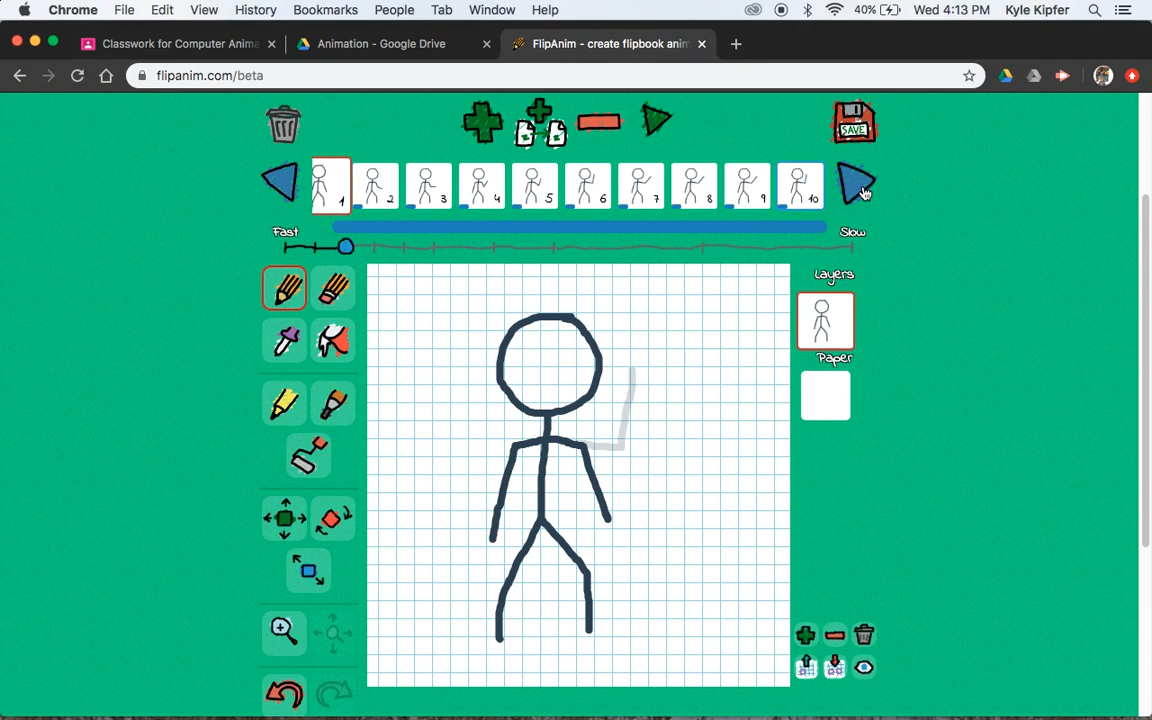 Chrome File Edit View History Bookmarks People Tab Window Help 40% Wed 4:13 PM Kyle Kipfer
Classwork for Computer Anima Animation - Google Drive FlipAnim - create flipbook anim
flipanim.com/beta
SAVE
1 2 3 4 5 6 7 8 9 10
Fast Slow
Layers
Paper